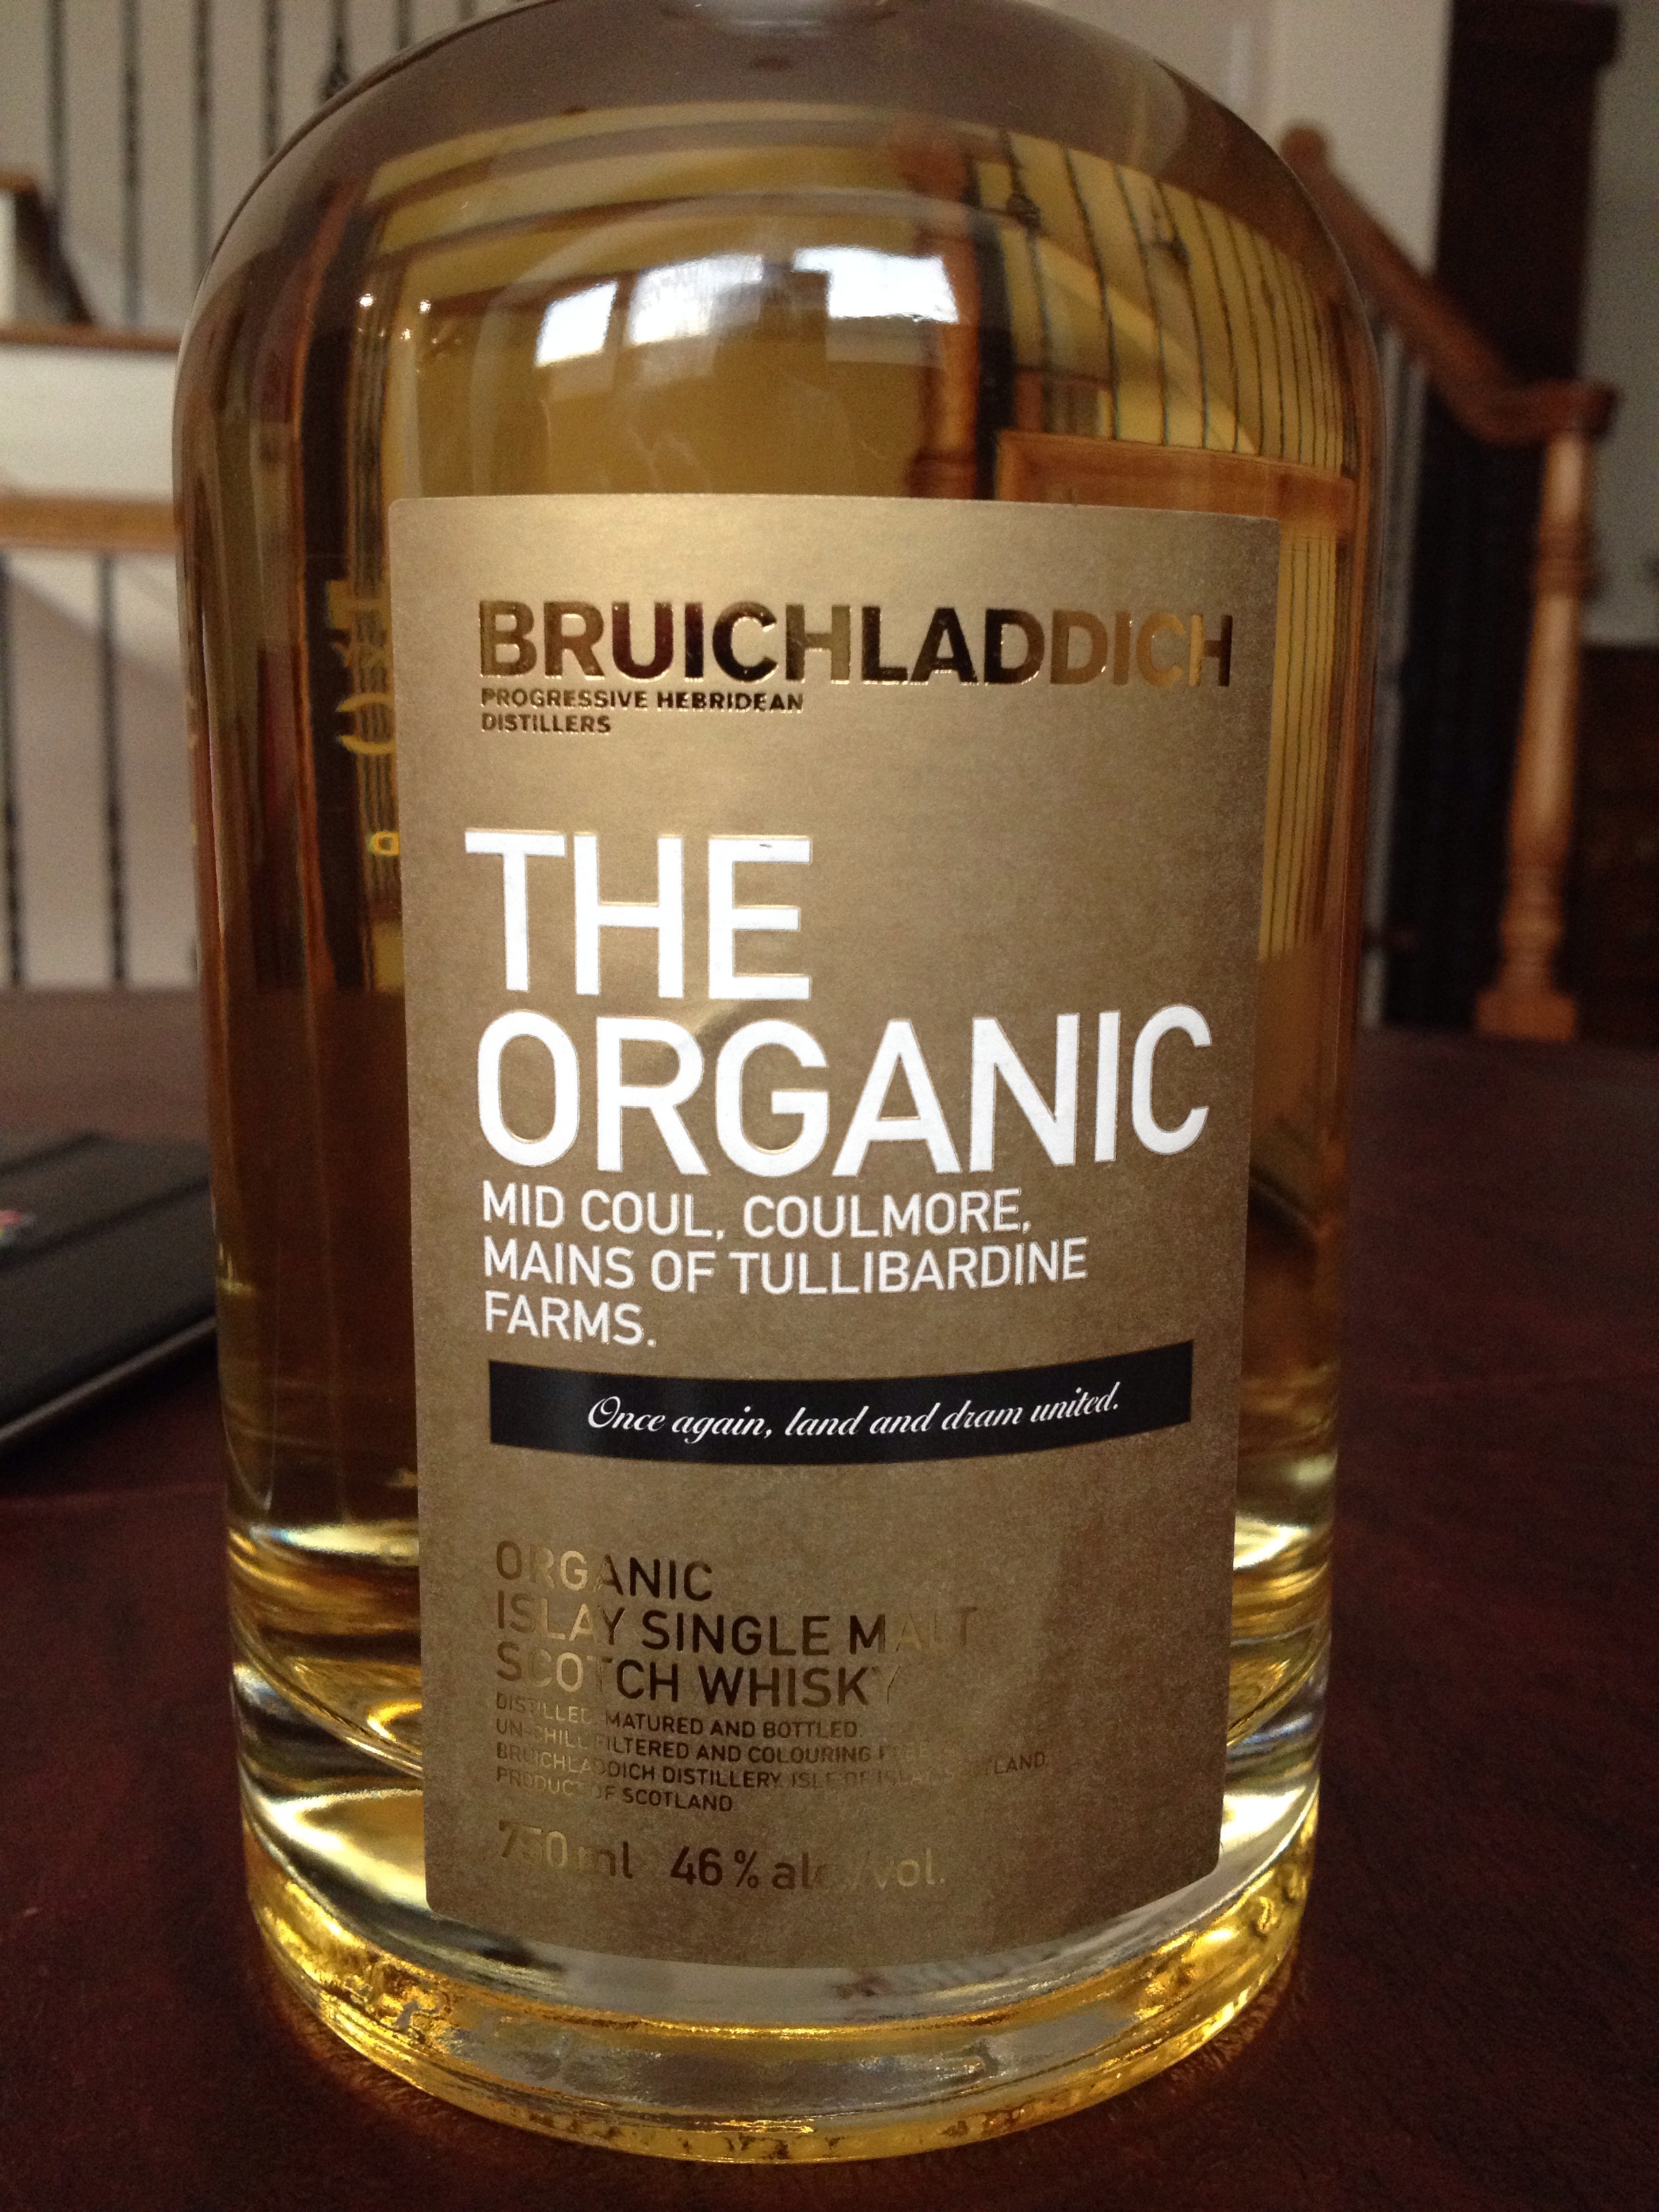 BRUICHLADDICH
PROGRESSIVE HEBRIDEAN
DISTILLERS
THE
ORGANIC
MID COUL, COULMORE,
MAINS OF TULLIBARDINE
FARMS.
Once again, land and dram united.
ORGANIC
ISLAY SINGLE MALT
SCOTCH WHISKY
DISTILLED, MATURED AND BOTTLED
UN-CHILL FILTERED AND COLOURING FREE
BRUICHLADDICH DISTILLERY, ISLE OF ISLAY, SCOTLAND.
PRODUCT OF SCOTLAND
750 ml 46 % alc./vol.